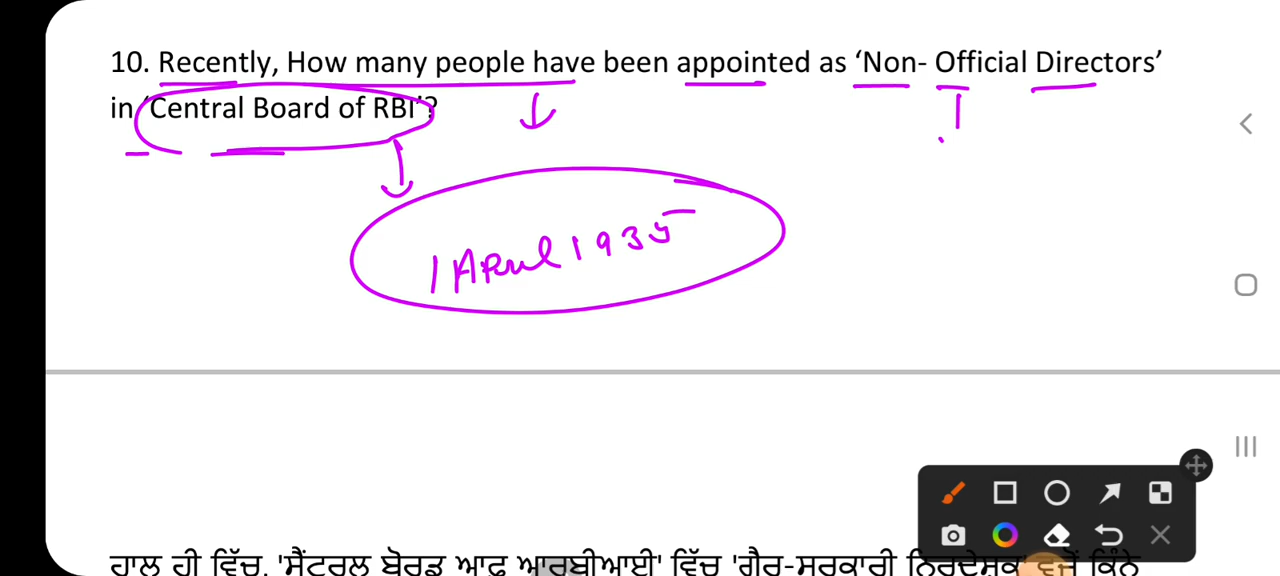 10. Recently, How many people have been appointed as ‘Non- Official Directors’
in ‘Central Board of RBI’?
1 April 1935
ਹਾਲ ਹੀ ਵਿੱਚ, 'ਸੈਂਟਰਲ ਬੋਰਡ ਆਫ ਆਰਬੀਆਈ' ਵਿੱਚ 'ਗੈਰ-ਸਰਕਾਰੀ ਨਿਰਦੇਸ਼ਕ' ਵਜੋਂ ਕਿੰਨੇ